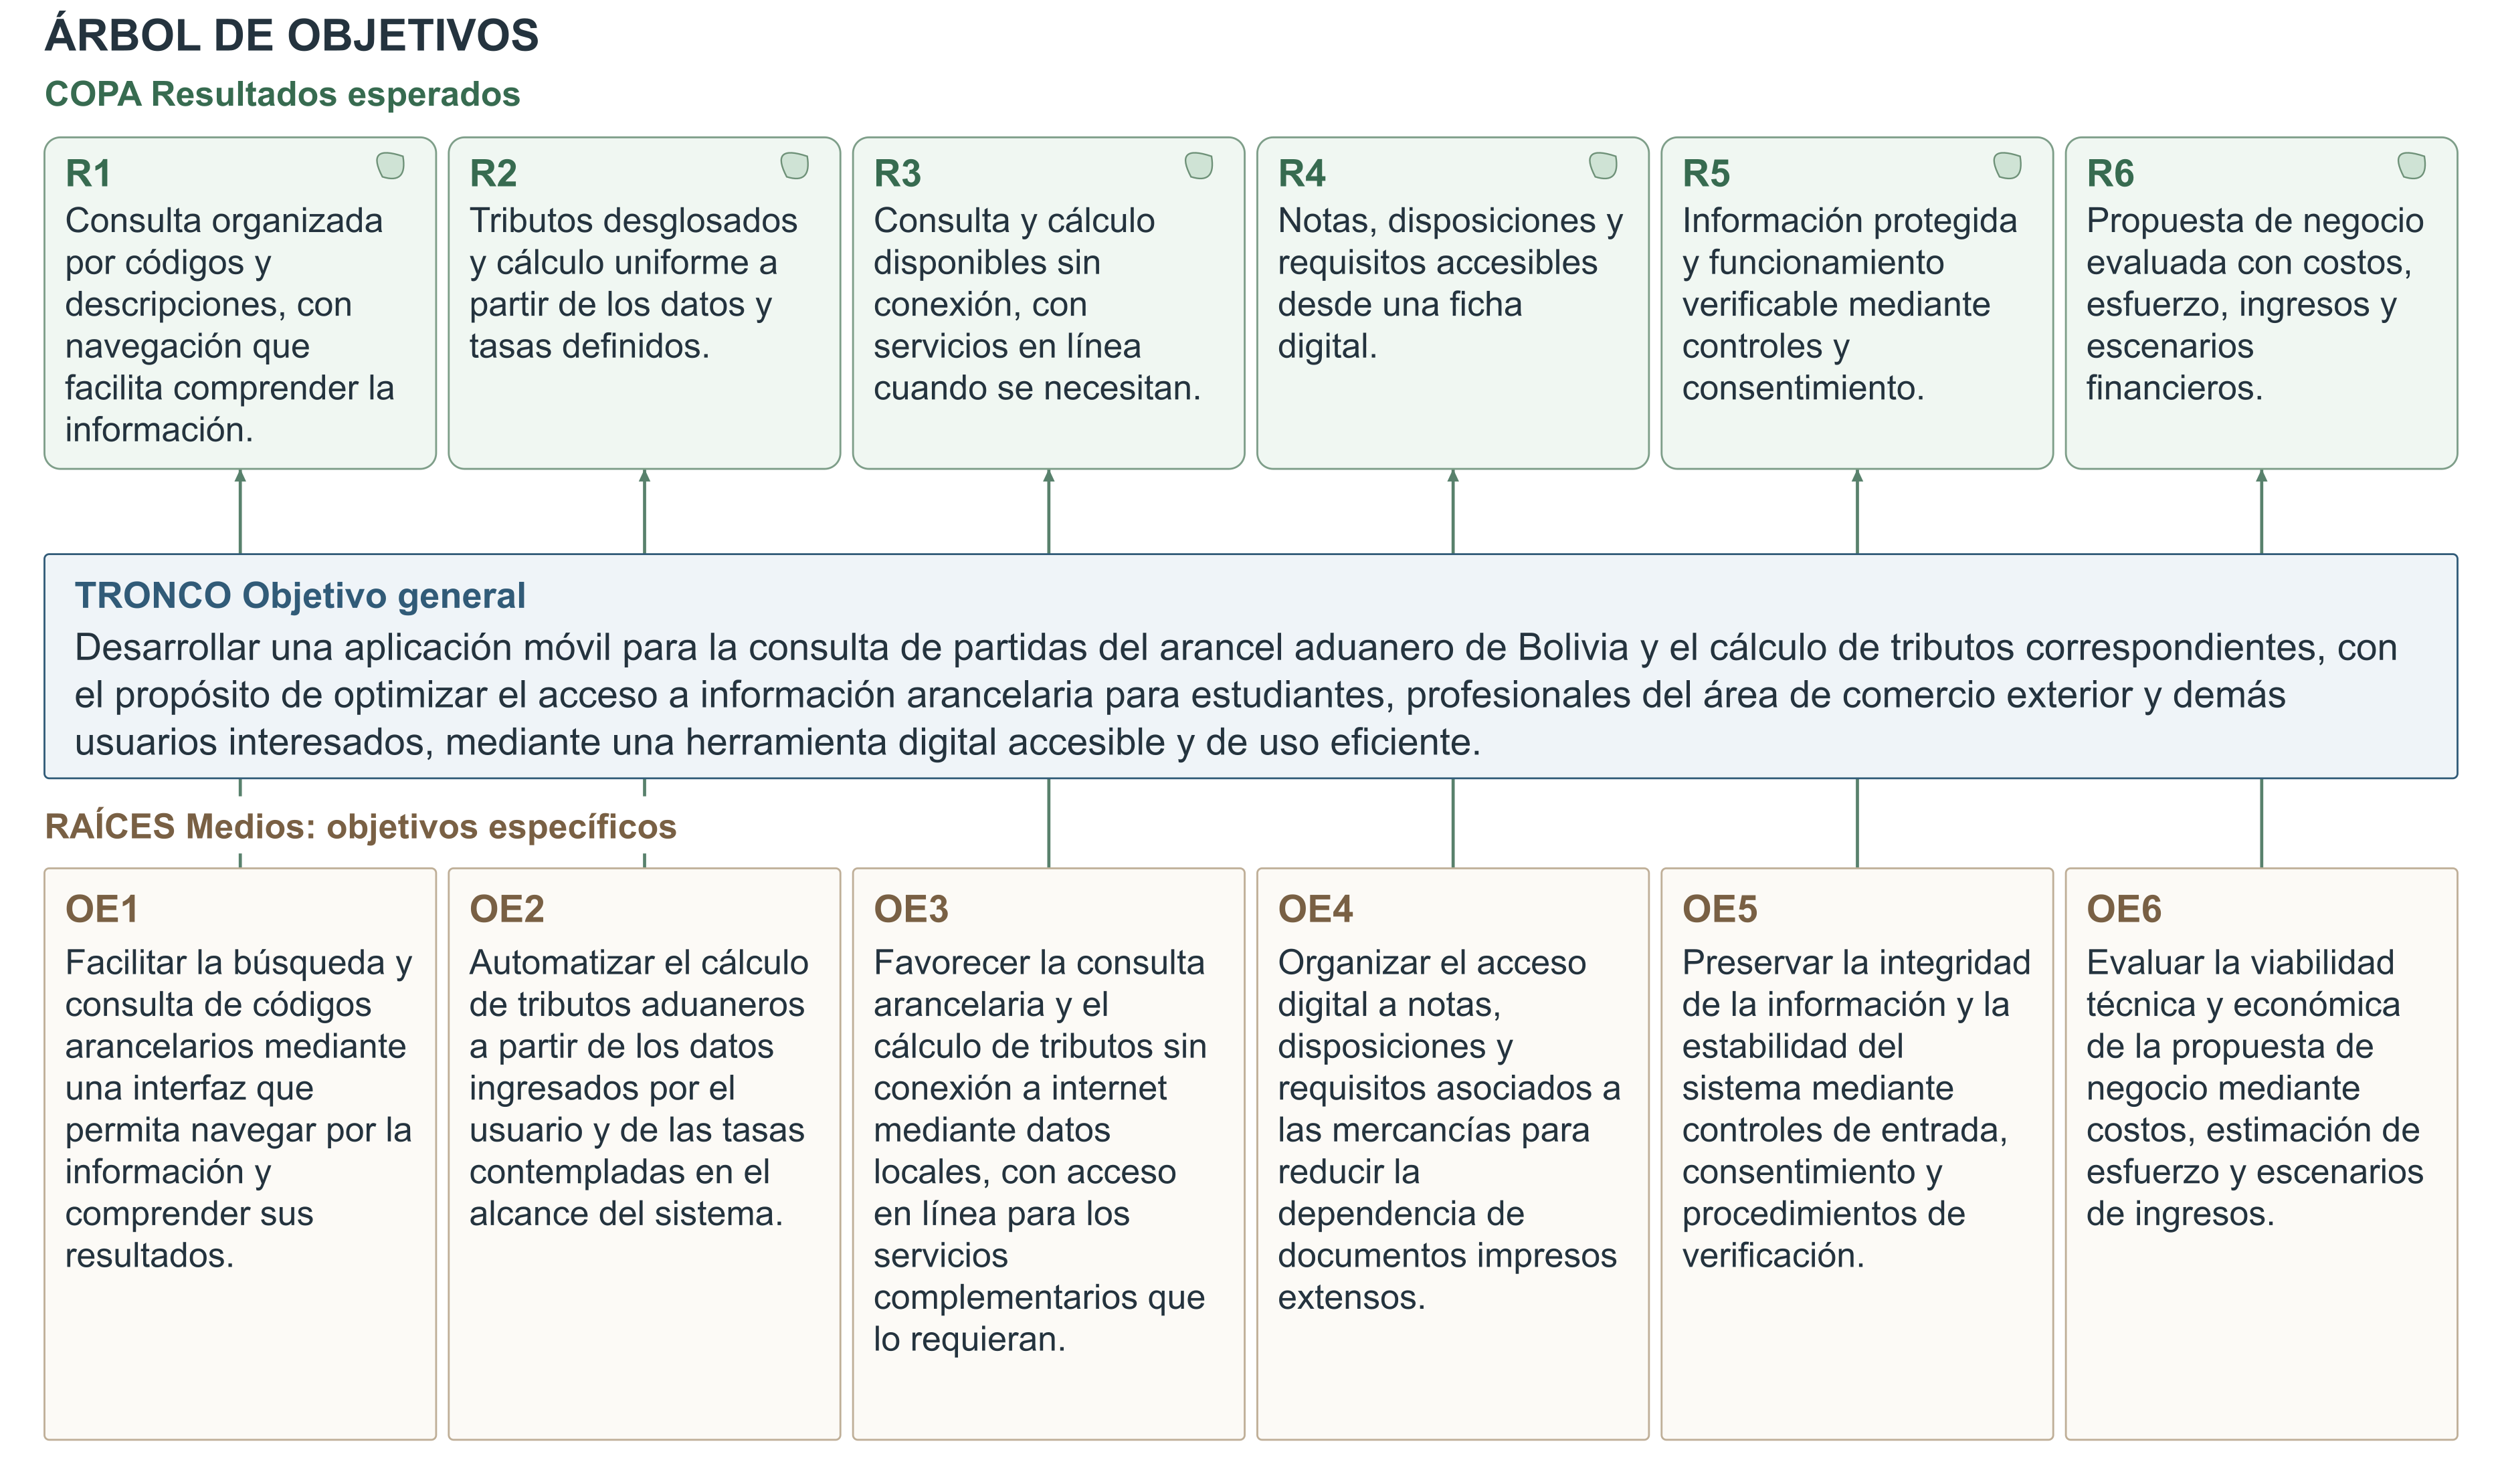 ÁRBOL DE OBJETIVOS
COPA Resultados esperados
R1
Consulta organizada
por códigos y
descripciones, con
navegación que
facilita comprender la
información.
R2
Tributos desglosados
y cálculo uniforme a
partir de los datos y
tasas definidos.
R3
Consulta y cálculo
disponibles sin
conexión, con
servicios en línea
cuando se necesitan.
R4
Notas, disposiciones y
requisitos accesibles
desde una ficha
digital.
R5
Información protegida
y funcionamiento
verificable mediante
controles y
consentimiento.
R6
Propuesta de negocio
evaluada con costos,
esfuerzo, ingresos y
escenarios
financieros.
TRONCO Objetivo general
Desarrollar una aplicación móvil para la consulta de partidas del arancel aduanero de Bolivia y el cálculo de tributos correspondientes, con
el propósito de optimizar el acceso a información arancelaria para estudiantes, profesionales del área de comercio exterior y demás
usuarios interesados, mediante una herramienta digital accesible y de uso eficiente.
RAÍCES Medios: objetivos específicos
OE1
Facilitar la búsqueda y
consulta de códigos
arancelarios mediante
una interfaz que
permita navegar por la
información y
comprender sus
resultados.
OE2
Automatizar el cálculo
de tributos aduaneros
a partir de los datos
ingresados por el
usuario y de las tasas
contempladas en el
alcance del sistema.
OE3
Favorecer la consulta
arancelaria y el
cálculo de tributos sin
conexión a internet
mediante datos
locales, con acceso
en línea para los
servicios
complementarios que
lo requieran.
OE4
Organizar el acceso
digital a notas,
disposiciones y
requisitos asociados a
las mercancías para
reducir la
dependencia de
documentos impresos
extensos.
OE5
Preservar la integridad
de la información y la
estabilidad del
sistema mediante
controles de entrada,
consentimiento y
procedimientos de
verificación.
OE6
Evaluar la viabilidad
técnica y económica
de la propuesta de
negocio mediante
costos, estimación de
esfuerzo y escenarios
de ingresos.